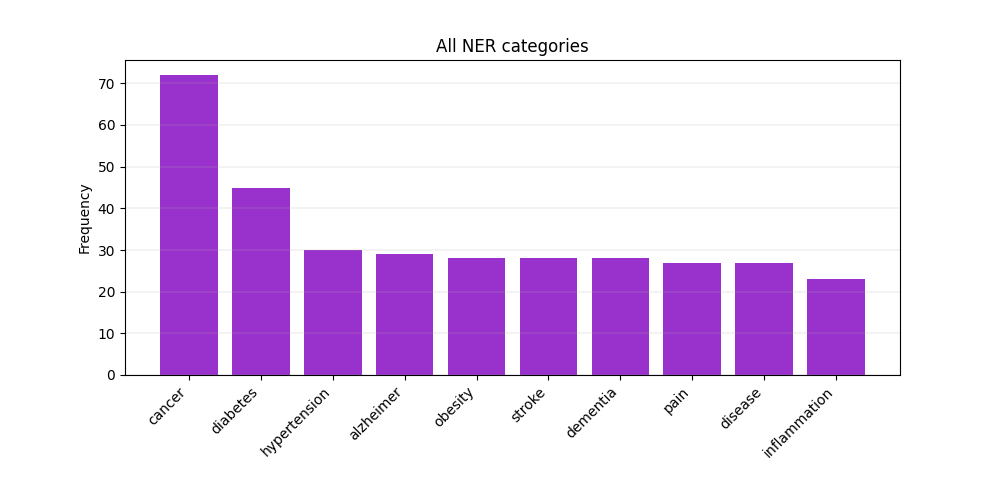 All NER categories
Frequency
70
60
50
40
30
20
10
0
cancer
diabetes
hypertension
alzheimer
obesity
stroke
dementia
pain
disease
inflammation